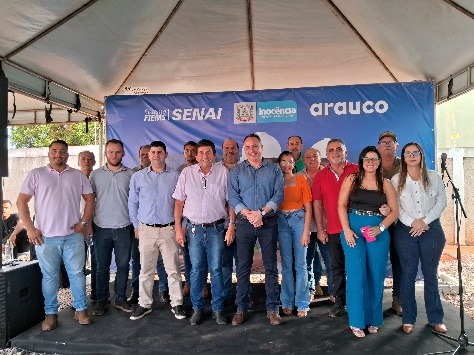 Sistema
FIEMS
SENAI
Inocência
arauco